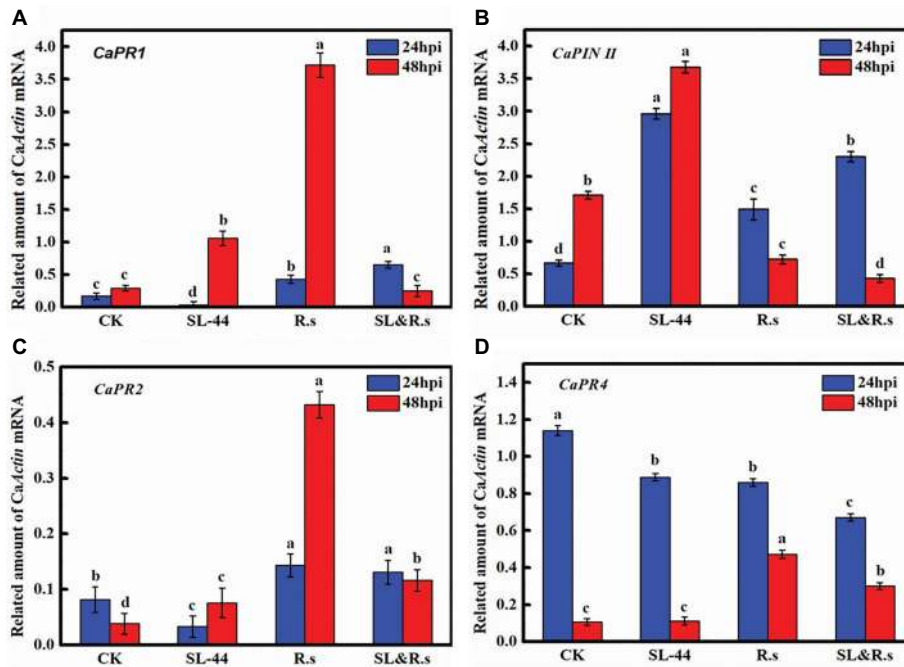 A
CaPR1
24hpi
48hpi
Related amount of CaActin mRNA
4.0
3.5
3.0
2.5
2.0
1.5
1.0
0.5
0.0
c c d b b a a c
CK SL-44 R.s SL&R.s
B
CaPIN II
24hpi
48hpi
Related amount of CaActin mRNA
4.0
3.5
3.0
2.5
2.0
1.5
1.0
0.5
0.0
d b a a c c b d
CK SL-44 R.s SL&R.s
C
CaPR2
24hpi
48hpi
Related amount of CaActin mRNA
0.5
0.4
0.3
0.2
0.1
0.0
b d c c a a a b
CK SL-44 R.s SL&R.s
D
CaPR4
24hpi
48hpi
Related amount of CaActin mRNA
1.4
1.2
1.0
0.8
0.6
0.4
0.2
0.0
a c b c b a c b
CK SL-44 R.s SL&R.s